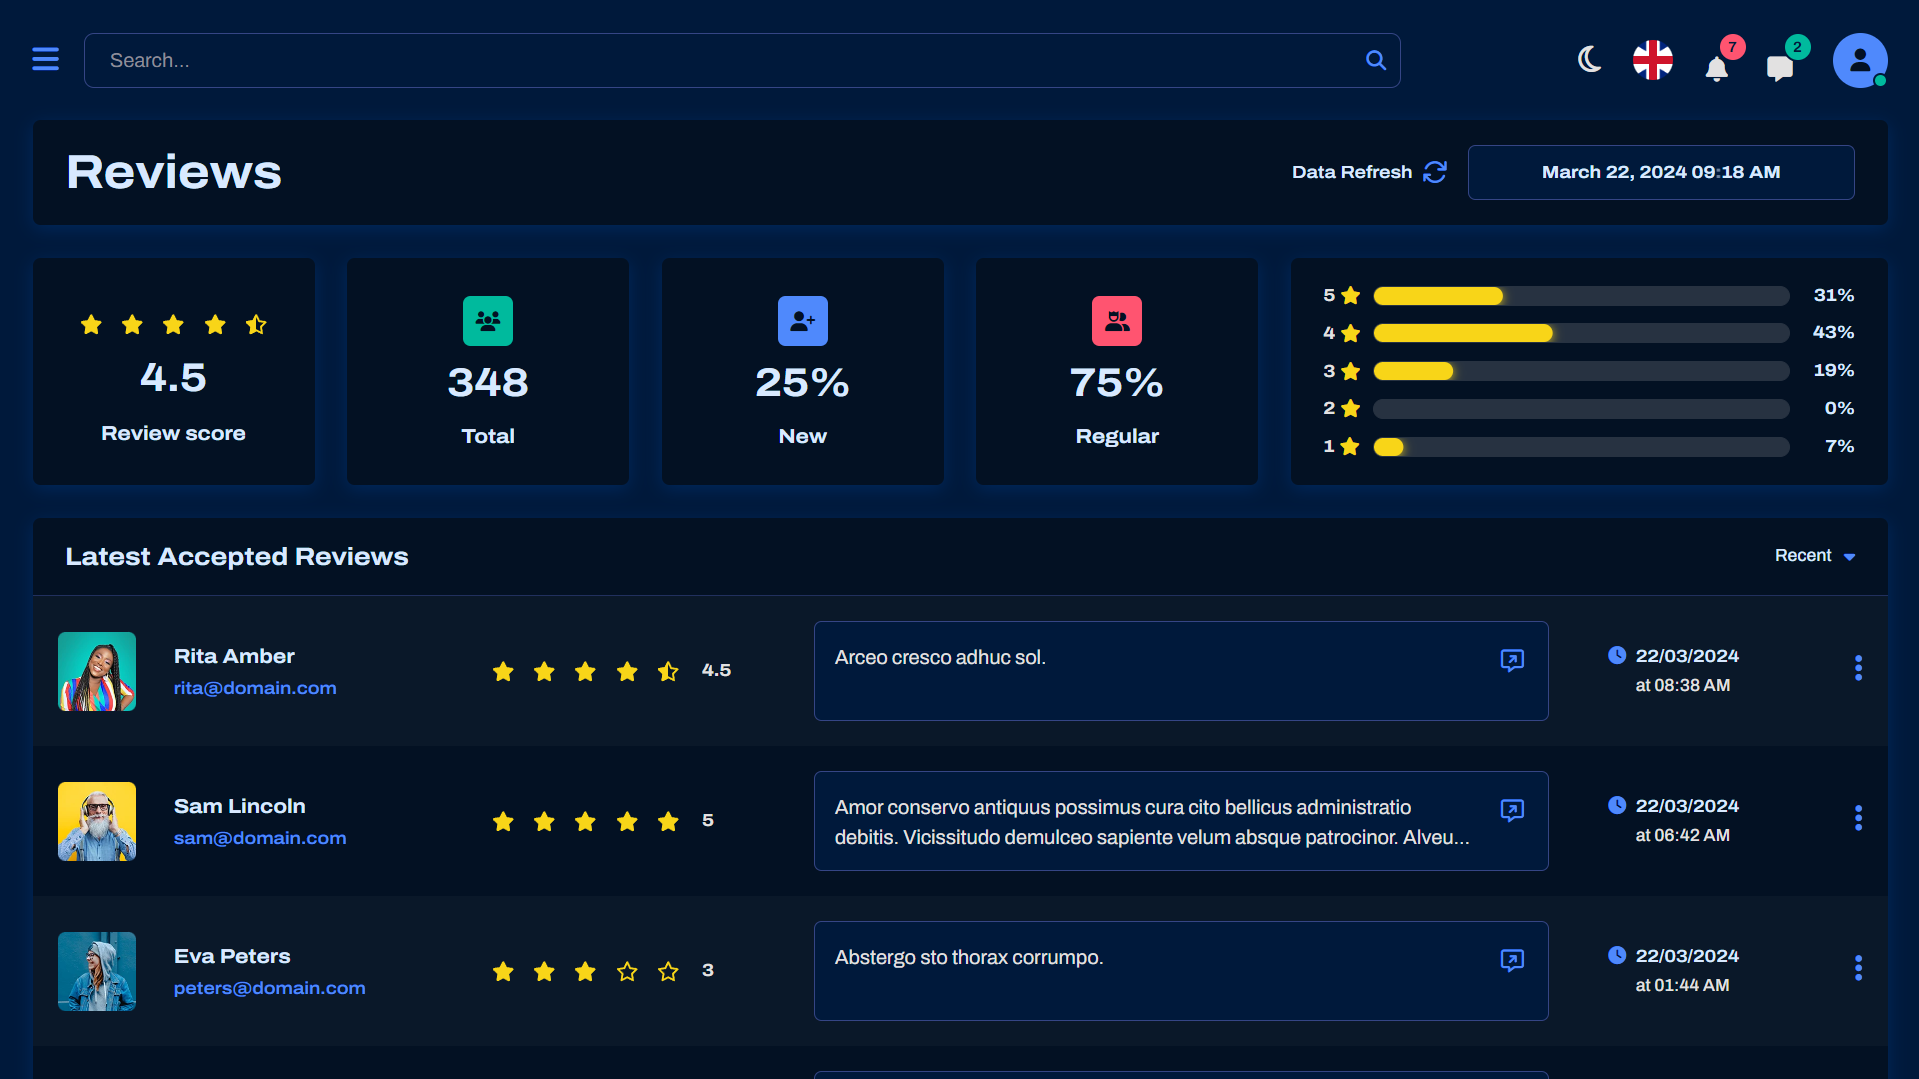 Search...
7
2
Reviews
Data Refresh
March 22, 2024 09:18 AM
4.5
Review score
348
Total
25%
New
75%
Regular
5 31%
4 43%
3 19%
2 0%
1 7%
Latest Accepted Reviews
Recent
Rita Amber
rita@domain.com
4.5
Arceo cresco adhuc sol.
22/03/2024
at 08:38 AM
Sam Lincoln
sam@domain.com
5
Amor conservo antiquus possimus cura cito bellicus administratio
debitis. Vicissitudo demulceo sapiente velum absque patrocinor. Alveu...
22/03/2024
at 06:42 AM
Eva Peters
peters@domain.com
3
Abstergo sto thorax corrumpo.
22/03/2024
at 01:44 AM